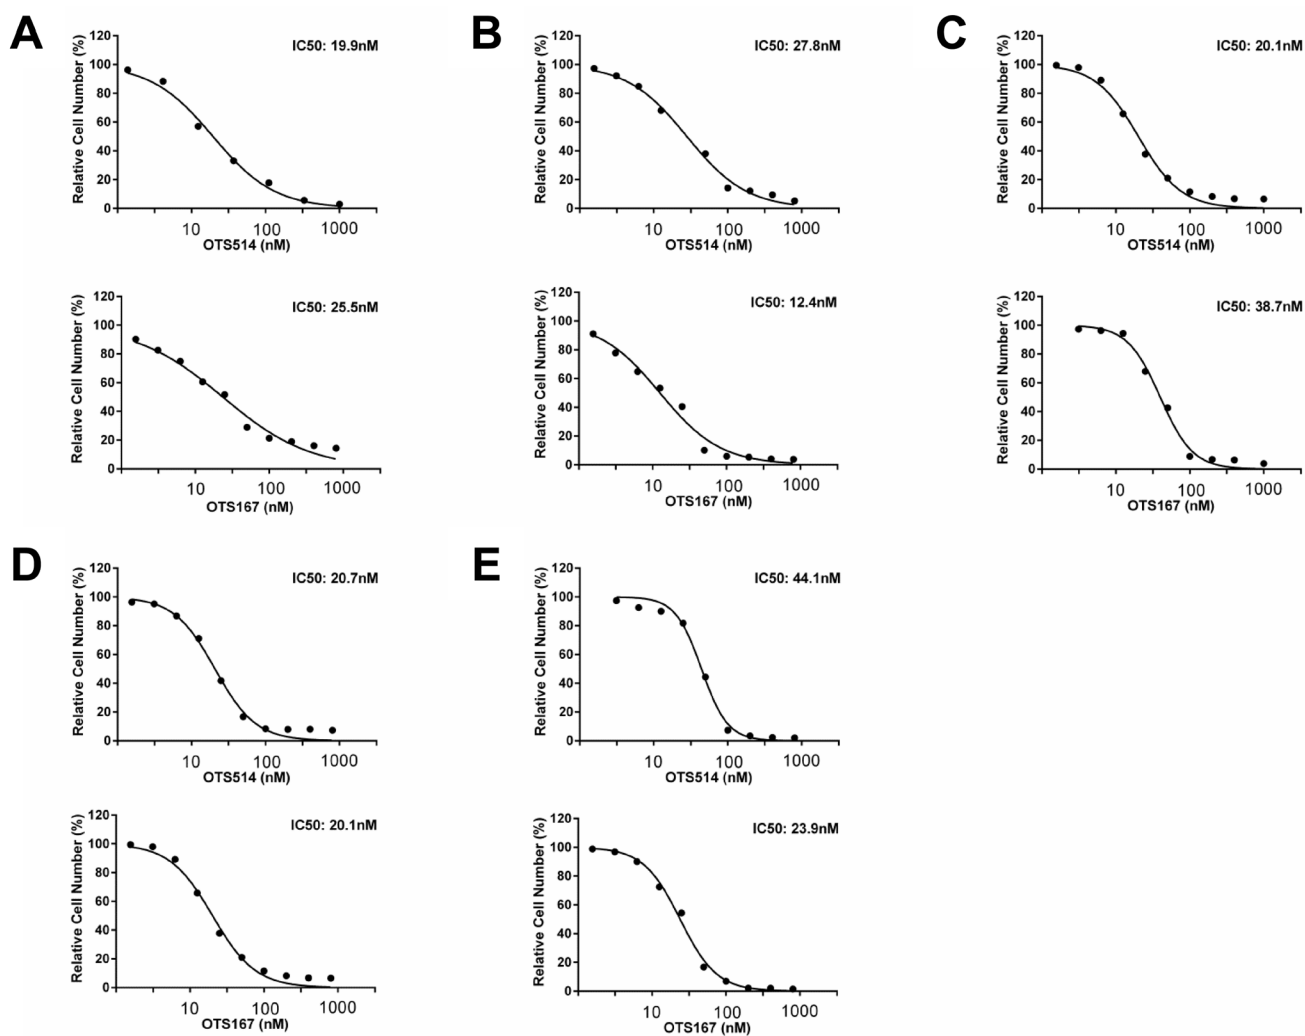 A
Relative Cell Number (%)
120
100
80
60
40
20
0
IC50: 19.9nM
10 100 1000
OTS514 (nM)
Relative Cell Number (%)
120
100
80
60
40
20
0
IC50: 25.5nM
10 100 1000
OTS167 (nM)
B
Relative Cell Number (%)
120
100
80
60
40
20
0
IC50: 27.8nM
10 100 1000
OTS514 (nM)
Relative Cell Number (%)
120
100
80
60
40
20
0
IC50: 12.4nM
10 100 1000
OTS167 (nM)
C
Relative Cell Number (%)
120
100
80
60
40
20
0
IC50: 20.1nM
10 100 1000
OTS514 (nM)
Relative Cell Number (%)
120
100
80
60
40
20
0
IC50: 38.7nM
10 100 1000
OTS167 (nM)
D
Relative Cell Number (%)
120
100
80
60
40
20
0
IC50: 20.7nM
10 100 1000
OTS514 (nM)
Relative Cell Number (%)
120
100
80
60
40
20
0
IC50: 20.1nM
10 100 1000
OTS167 (nM)
E
Relative Cell Number (%)
120
100
80
60
40
20
0
IC50: 44.1nM
10 100 1000
OTS514 (nM)
Relative Cell Number (%)
120
100
80
60
40
20
0
IC50: 23.9nM
10 100 1000
OTS167 (nM)